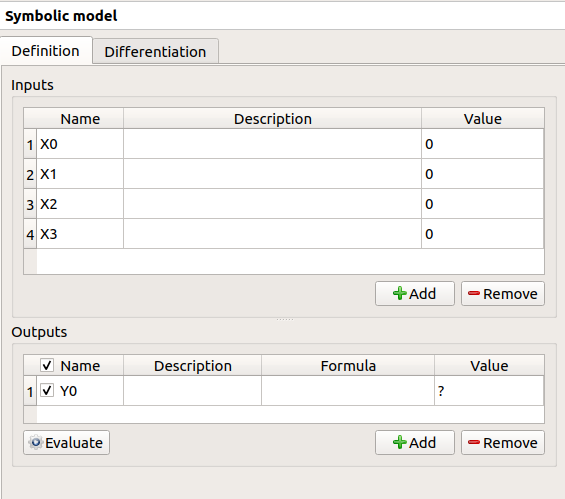 Symbolic model
Definition Differentiation
Inputs
Name Description Value
1 X0 0
2 X1 0
3 X2 0
4 X3 0
Add Remove
Outputs
Name Description Formula Value
1 Y0 ?
Evaluate Add Remove